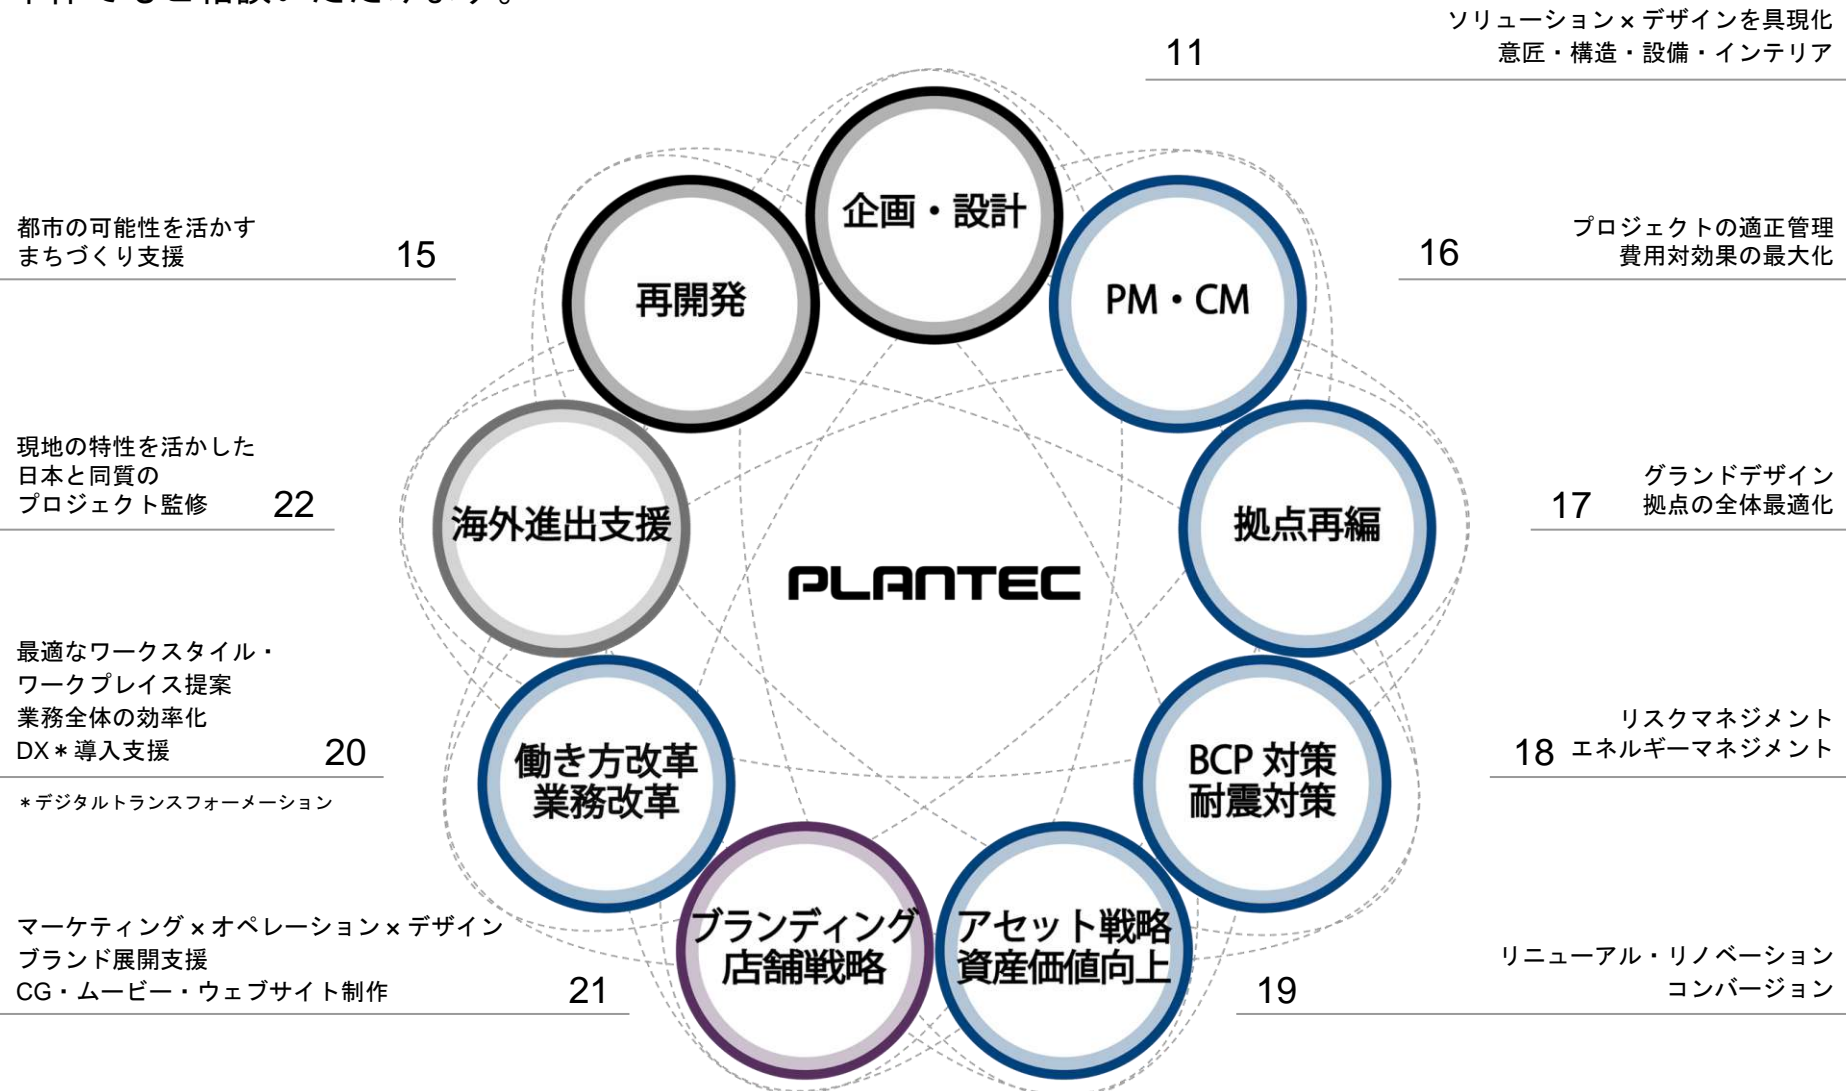 ソリューション×デザインを具現化
意匠・構造・設備・インテリア
11
企画・設計
都市の可能性を活かす
まちづくり支援
15
再開発
PM・CM
プロジェクトの適正管理
費用対効果の最大化
16
現地の特性を活かした
日本と同質の
プロジェクト監修
22
海外進出支援
拠点再編
グランドデザイン
拠点の全体最適化
17
PLANTEC
最適なワークスタイル・
ワークプレイス提案
業務全体の効率化
DX*導入支援
20
*デジタルトランスフォーメーション
働き方改革
業務改革
BCP 対策
耐震対策
リスクマネジメント
エネルギーマネジメント
18
マーケティング×オペレーション×デザイン
ブランド展開支援
CG・ムービー・ウェブサイト制作
21
ブランディング
店舗戦略
アセット戦略
資産価値向上
リニューアル・リノベーション
コンバージョン
19